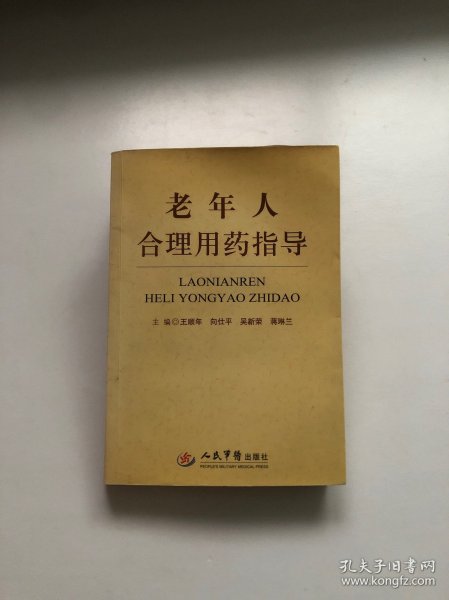 老年人
合理用药指导
LAONIANREN
HELI YONGYAO ZHIDAO
主 编◎王顺年 向仕平 吴新荣 蒋琳兰
人民军医出版社
PEOPLE'S MILITARY MEDICAL PRESS
孔夫子旧书网
www.kongfz.com